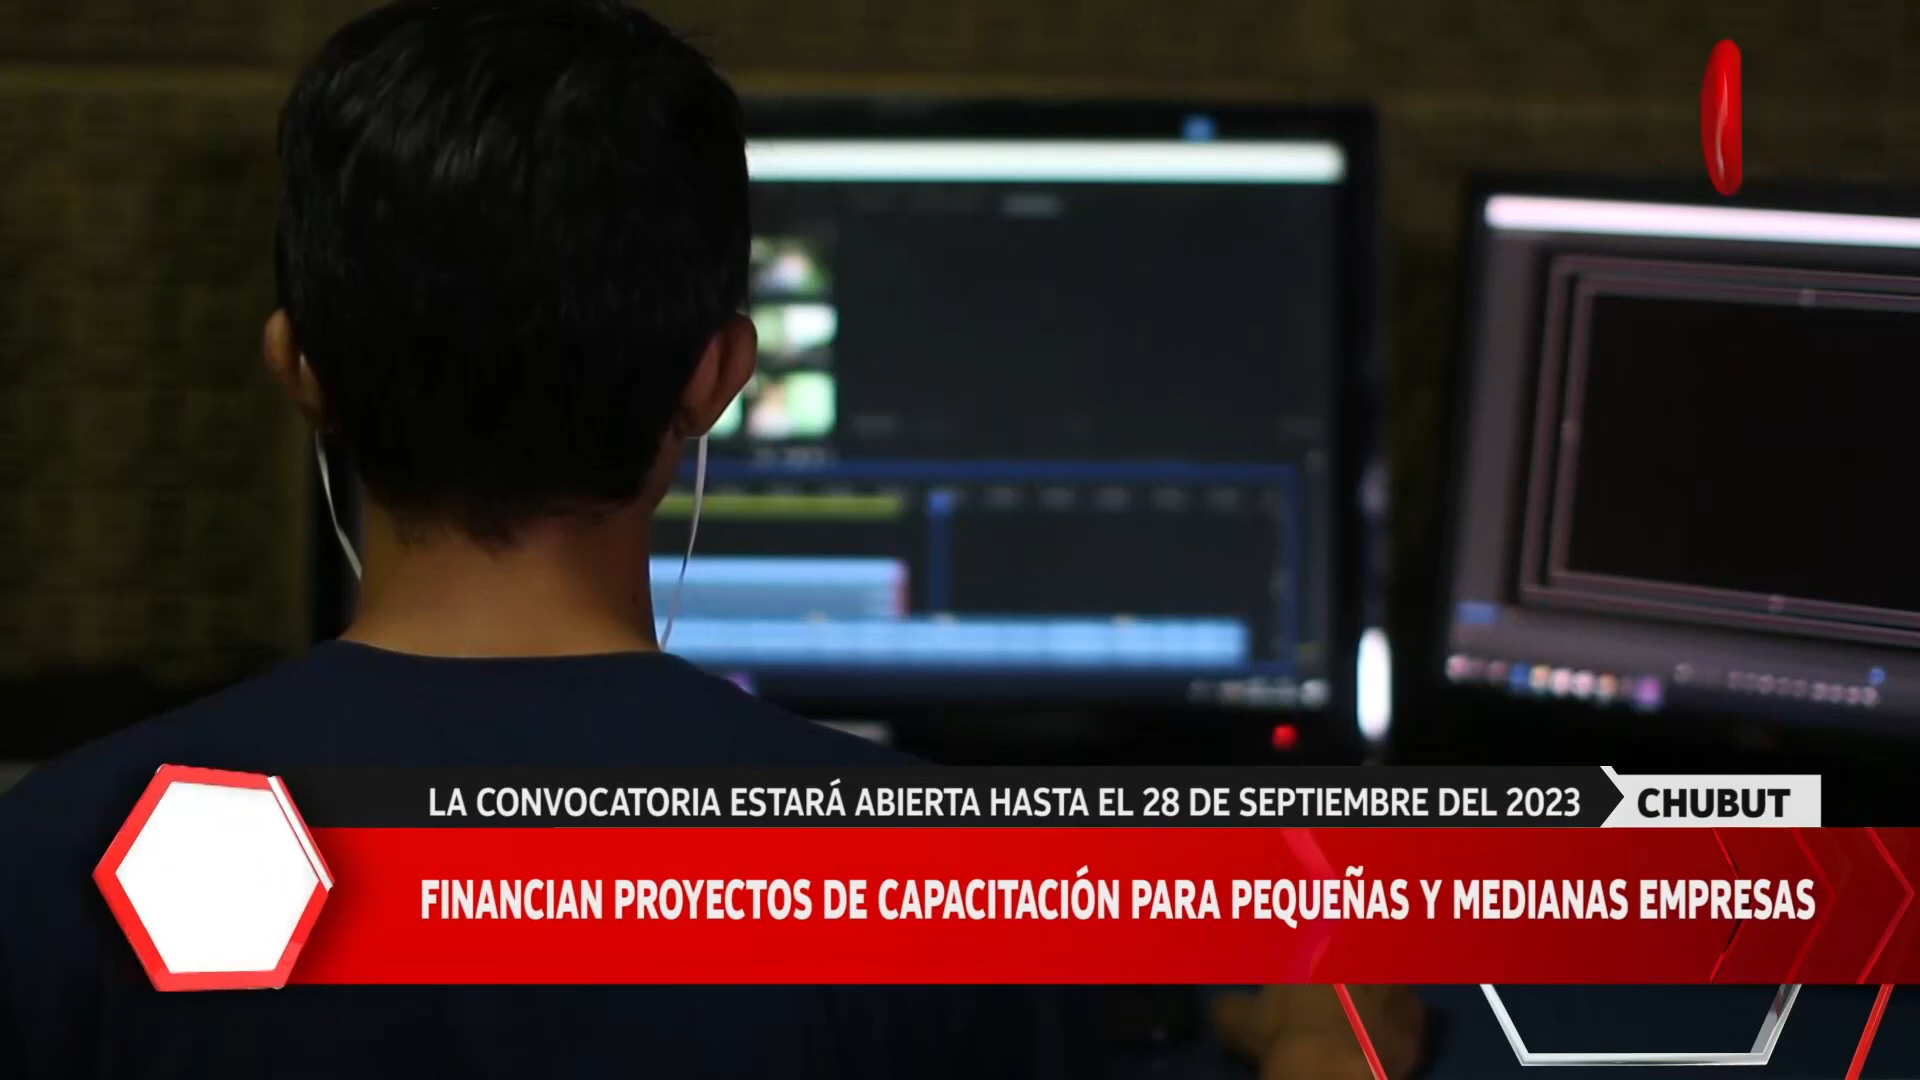 LA CONVOCATORIA ESTARÁ ABIERTA HASTA EL 28 DE SEPTIEMBRE DEL 2023
CHUBUT
FINANCIAN PROYECTOS DE CAPACITACIÓN PARA PEQUEÑAS Y MEDIANAS EMPRESAS